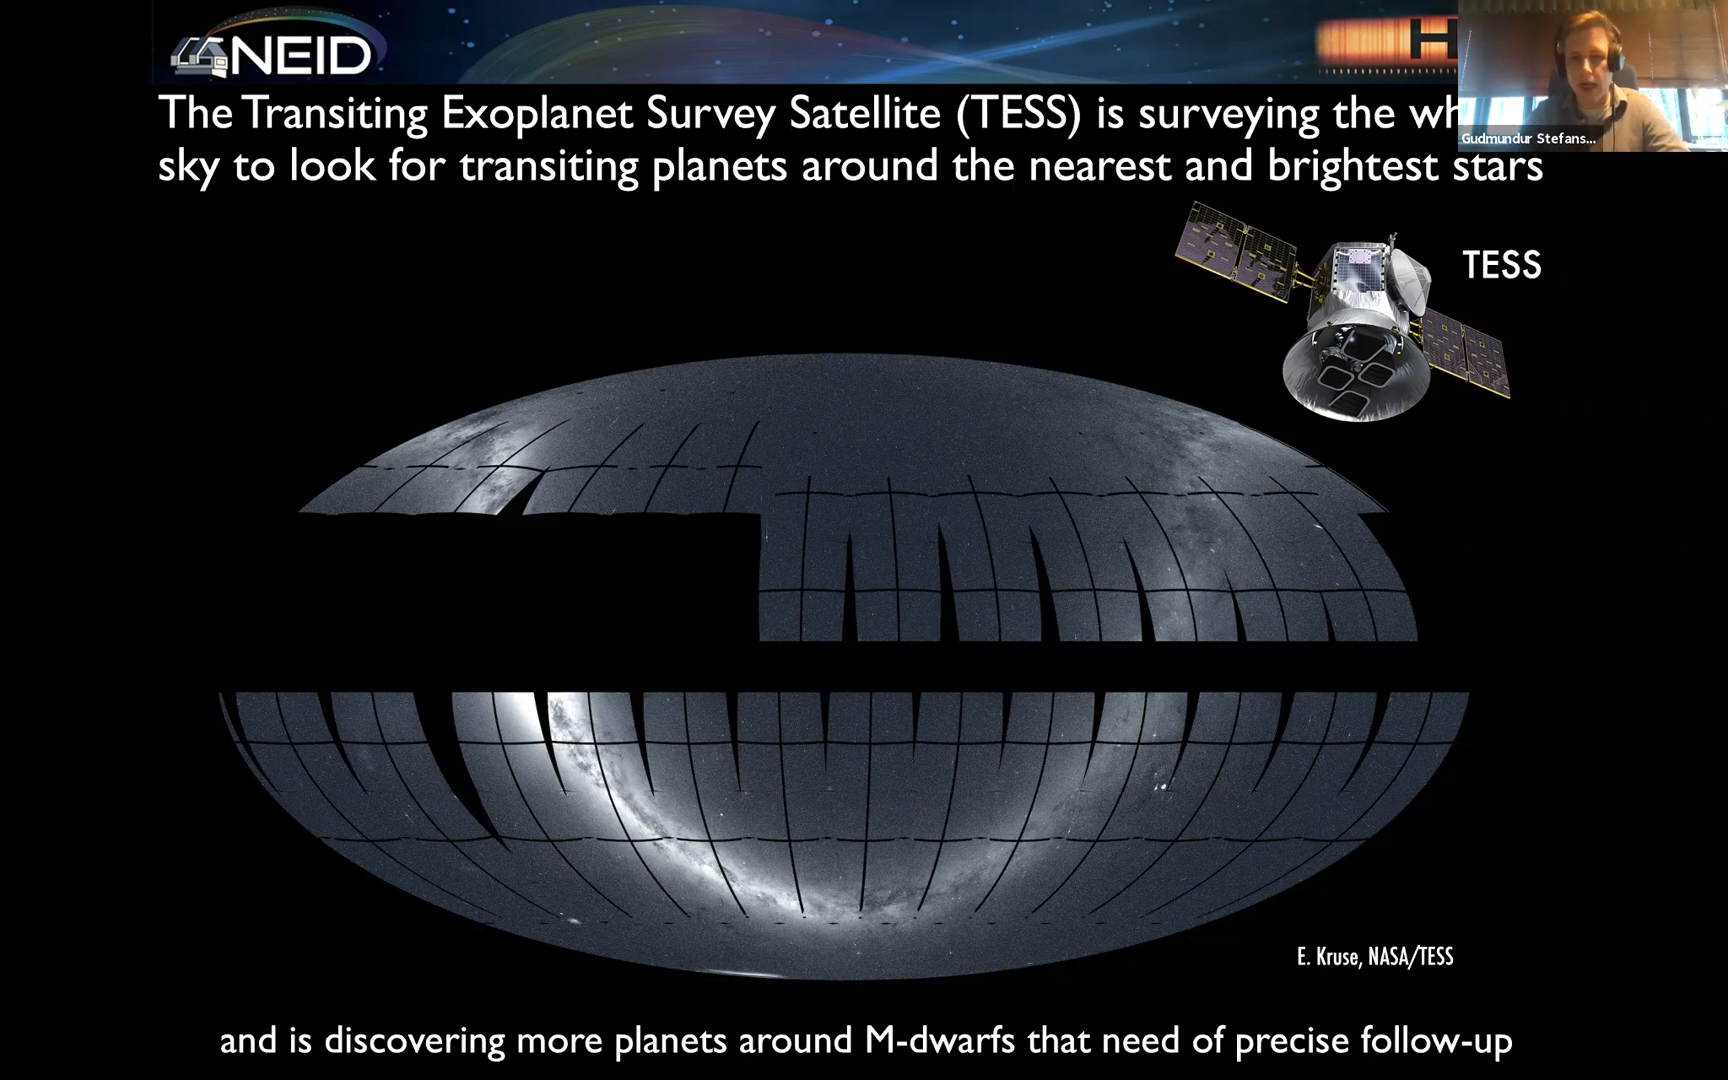 NEID
H
The Transiting Exoplanet Survey Satellite (TESS) is surveying the wh
sky to look for transiting planets around the nearest and brightest stars
Gudmundur Stefans...
TESS
E. Kruse, NASA/TESS
and is discovering more planets around M-dwarfs that need of precise follow-up